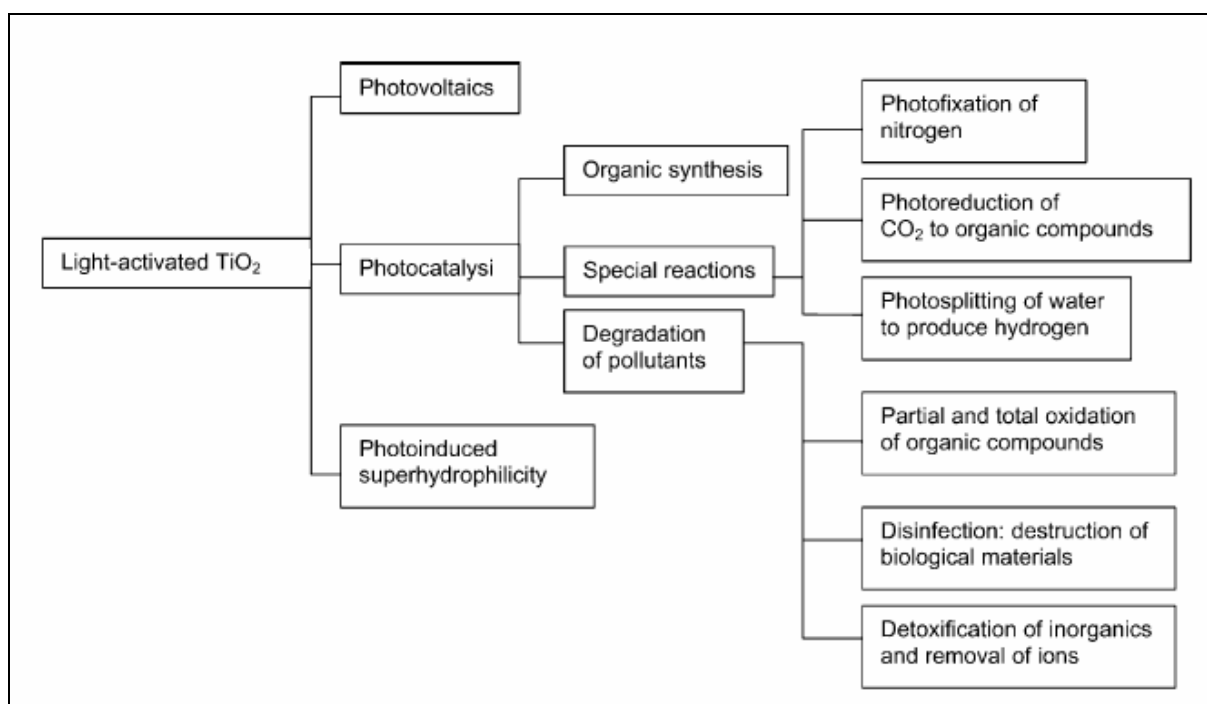 Light-activated TiO₂
Photovoltaics
Photocatalysi
Photoinduced
superhydrophilicity
Organic synthesis
Special reactions
Degradation
of pollutants
Photofixation of
nitrogen
Photoreduction of
CO₂ to organic compounds
Photosplitting of water
to produce hydrogen
Partial and total oxidation
of organic compounds
Disinfection: destruction of
biological materials
Detoxification of inorganics
and removal of ions